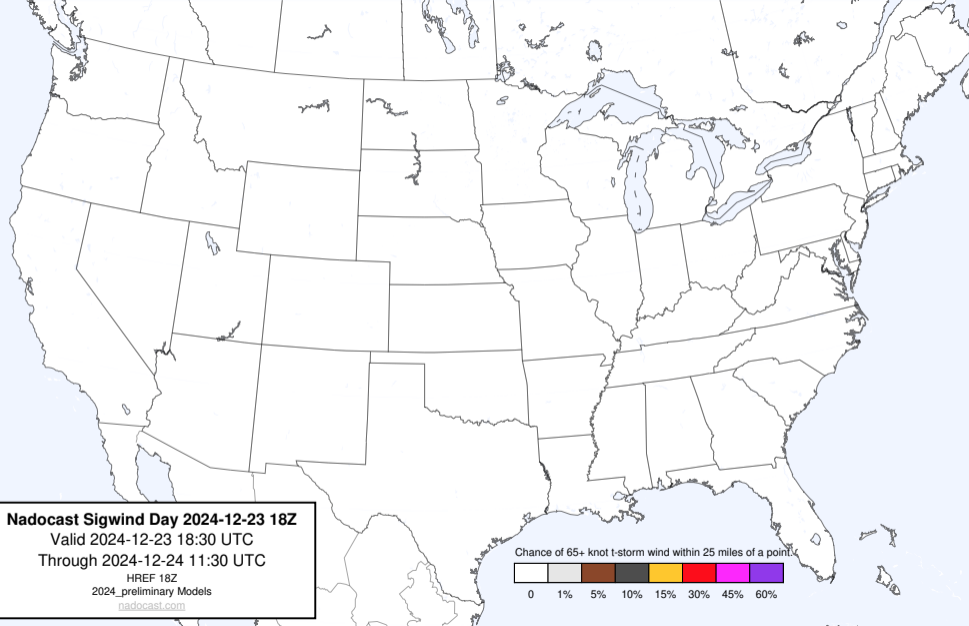 Nadocast Sigwind Day 2024-12-23 18Z
Valid 2024-12-23 18:30 UTC
Through 2024-12-24 11:30 UTC
HREF 18Z
2024_preliminary Models
nadocast.com
Chance of 65+ knot t-storm wind within 25 miles of a point.
0 1% 5% 10% 15% 30% 45% 60%